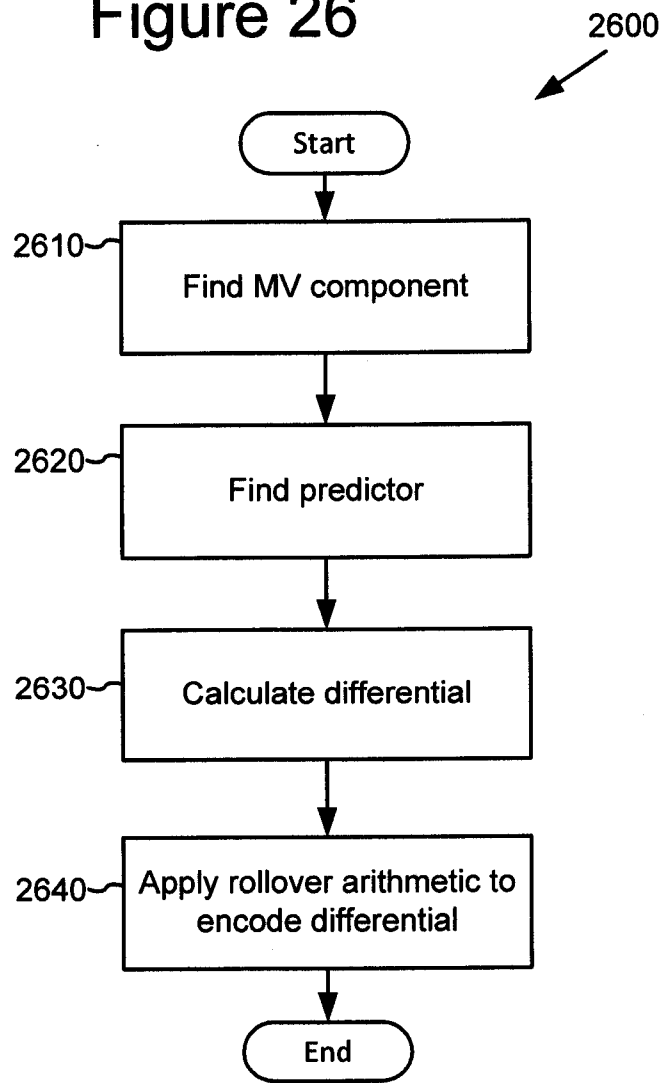 Figure 26
2600
Start
2610
Find MV component
2620
Find predictor
2630
Calculate differential
2640
Apply rollover arithmetic to
encode differential
End